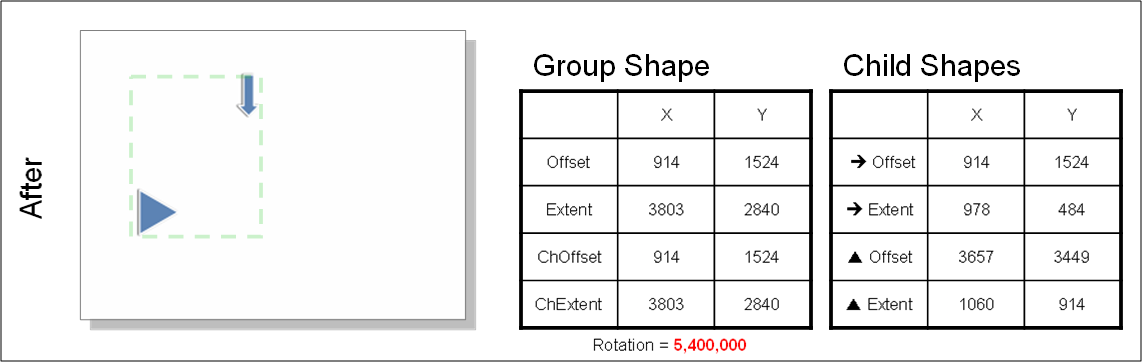 After
Group Shape
X Y
Offset 914 1524
Extent 3803 2840
ChOffset 914 1524
ChExtent 3803 2840
Rotation = 5,400,000
Child Shapes
X Y
➔ Offset 914 1524
➔ Extent 978 484
▲ Offset 3657 3449
▲ Extent 1060 914